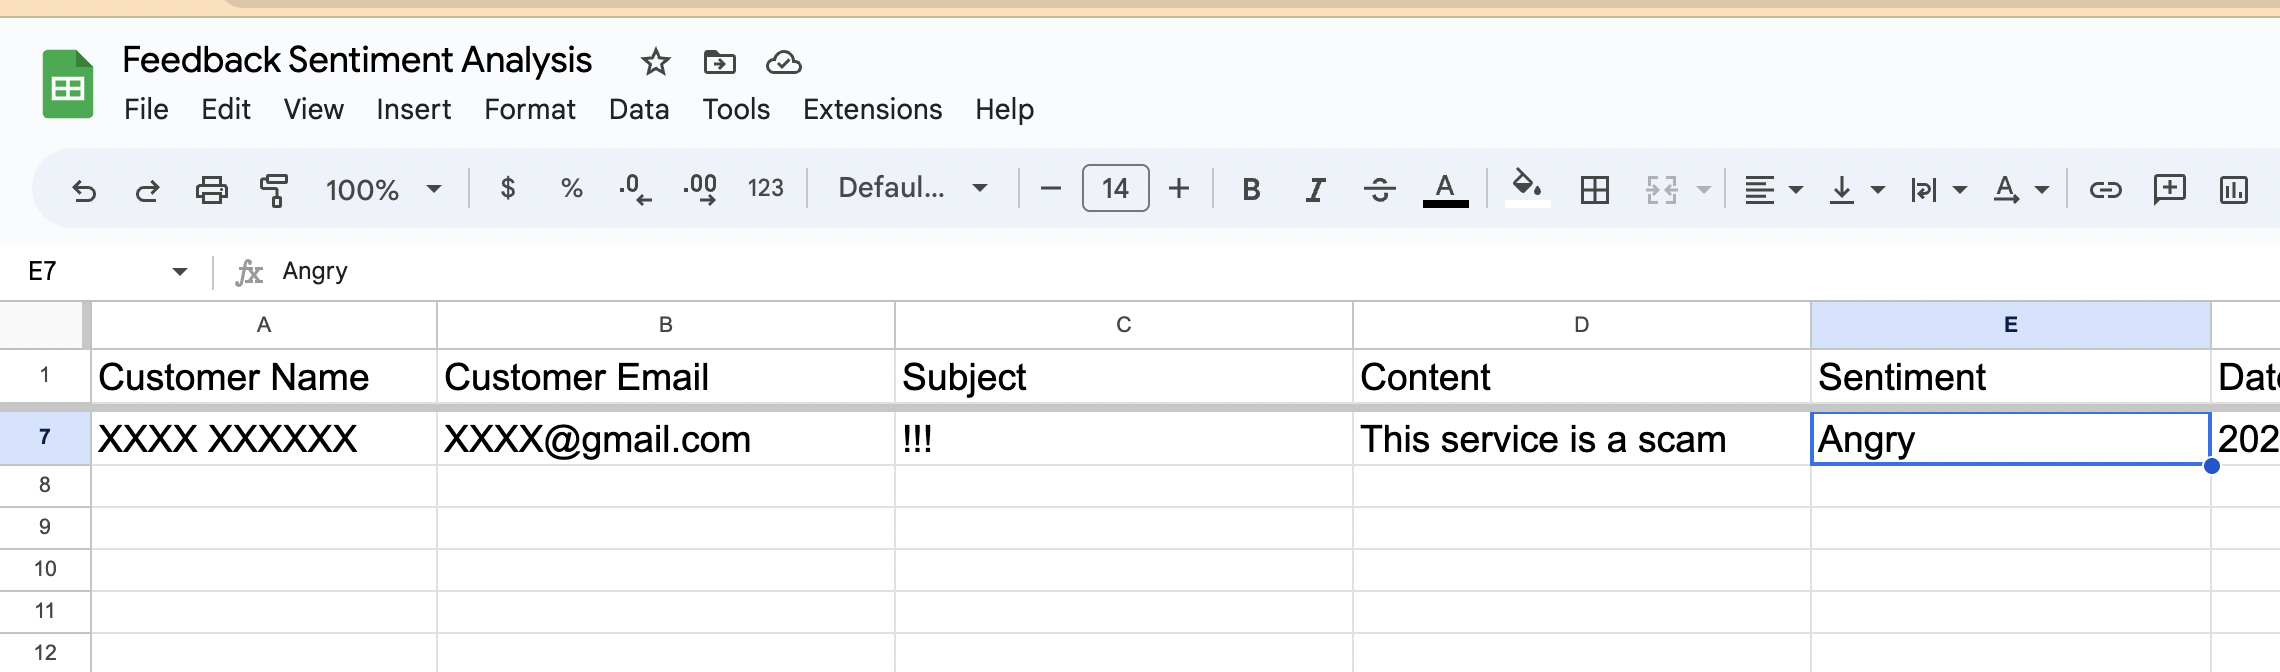 Feedback Sentiment Analysis
File Edit View Insert Format Data Tools Extensions Help
100% $ % .0 .00 123 Defaul... − 14 + B I S A A
E7 fx Angry
A B C D E
1 Customer Name Customer Email Subject Content Sentiment Date
7 XXXX XXXXXX XXXX@gmail.com !!! This service is a scam Angry 202
8
9
10
11
12